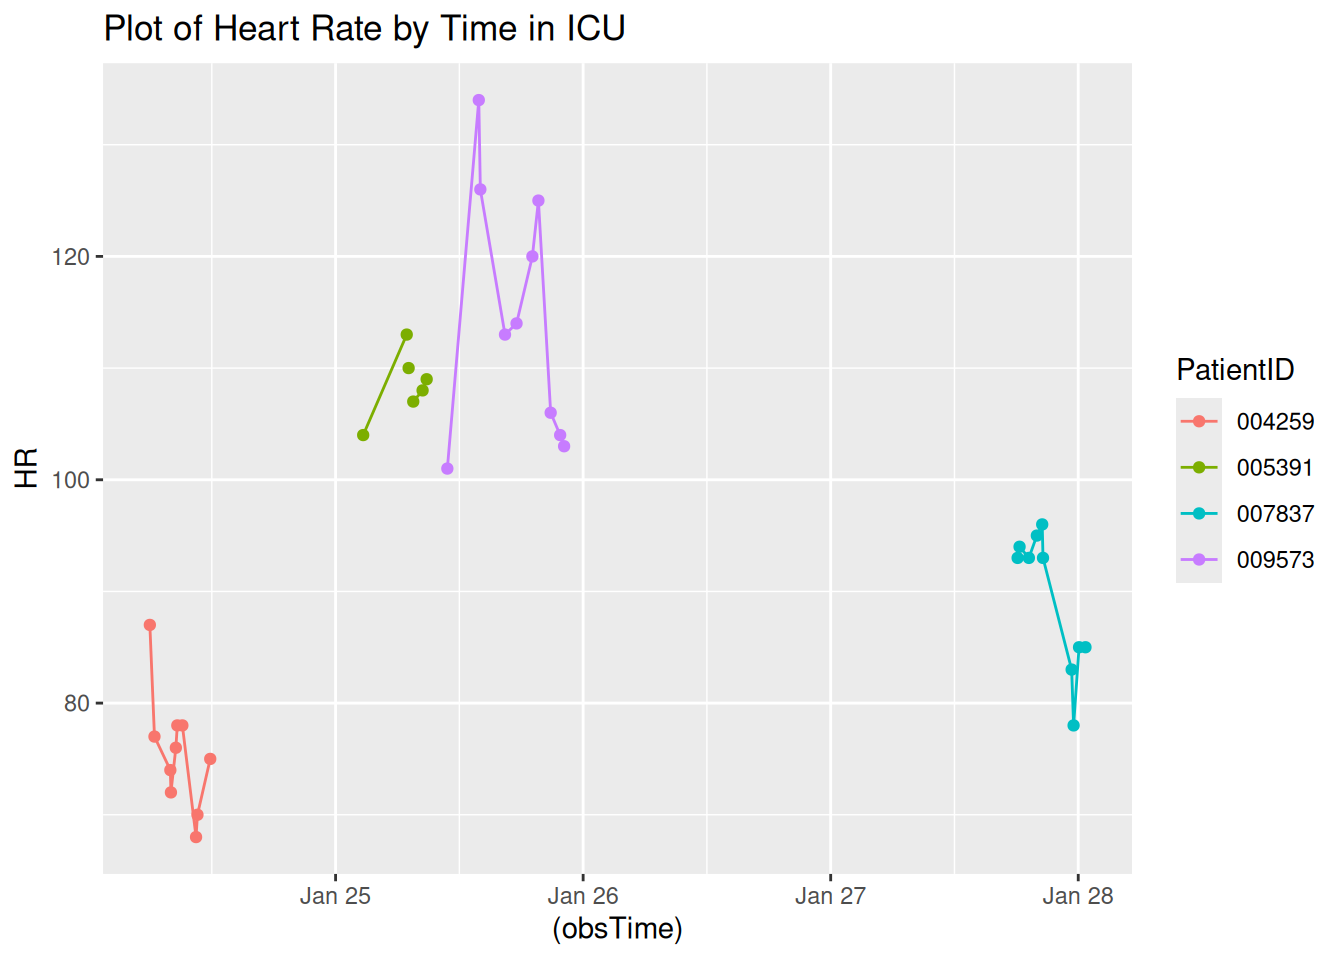 Plot of Heart Rate by Time in ICU
120
100
80
HR
Jan 25
Jan 26
Jan 27
Jan 28
(obsTime)
PatientID
004259
005391
007837
009573